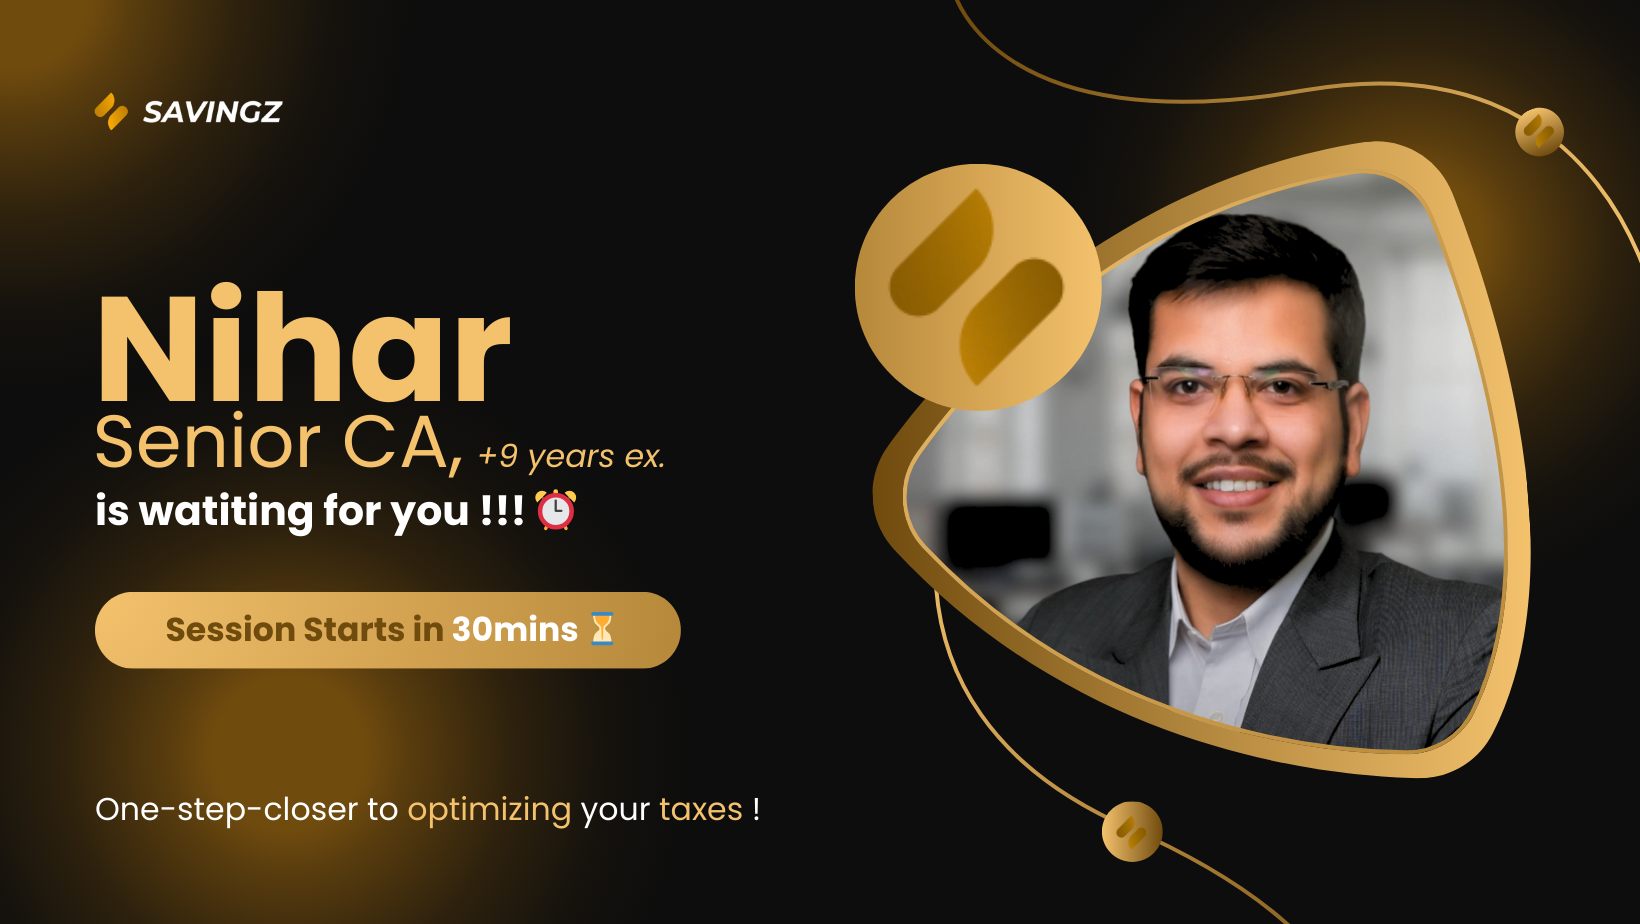 SAVINGZ
Nihar
Senior CA, +9 years ex.
is watiting for you !!! ⏰
Session Starts in 30mins ⏳
One-step-closer to optimizing your taxes !